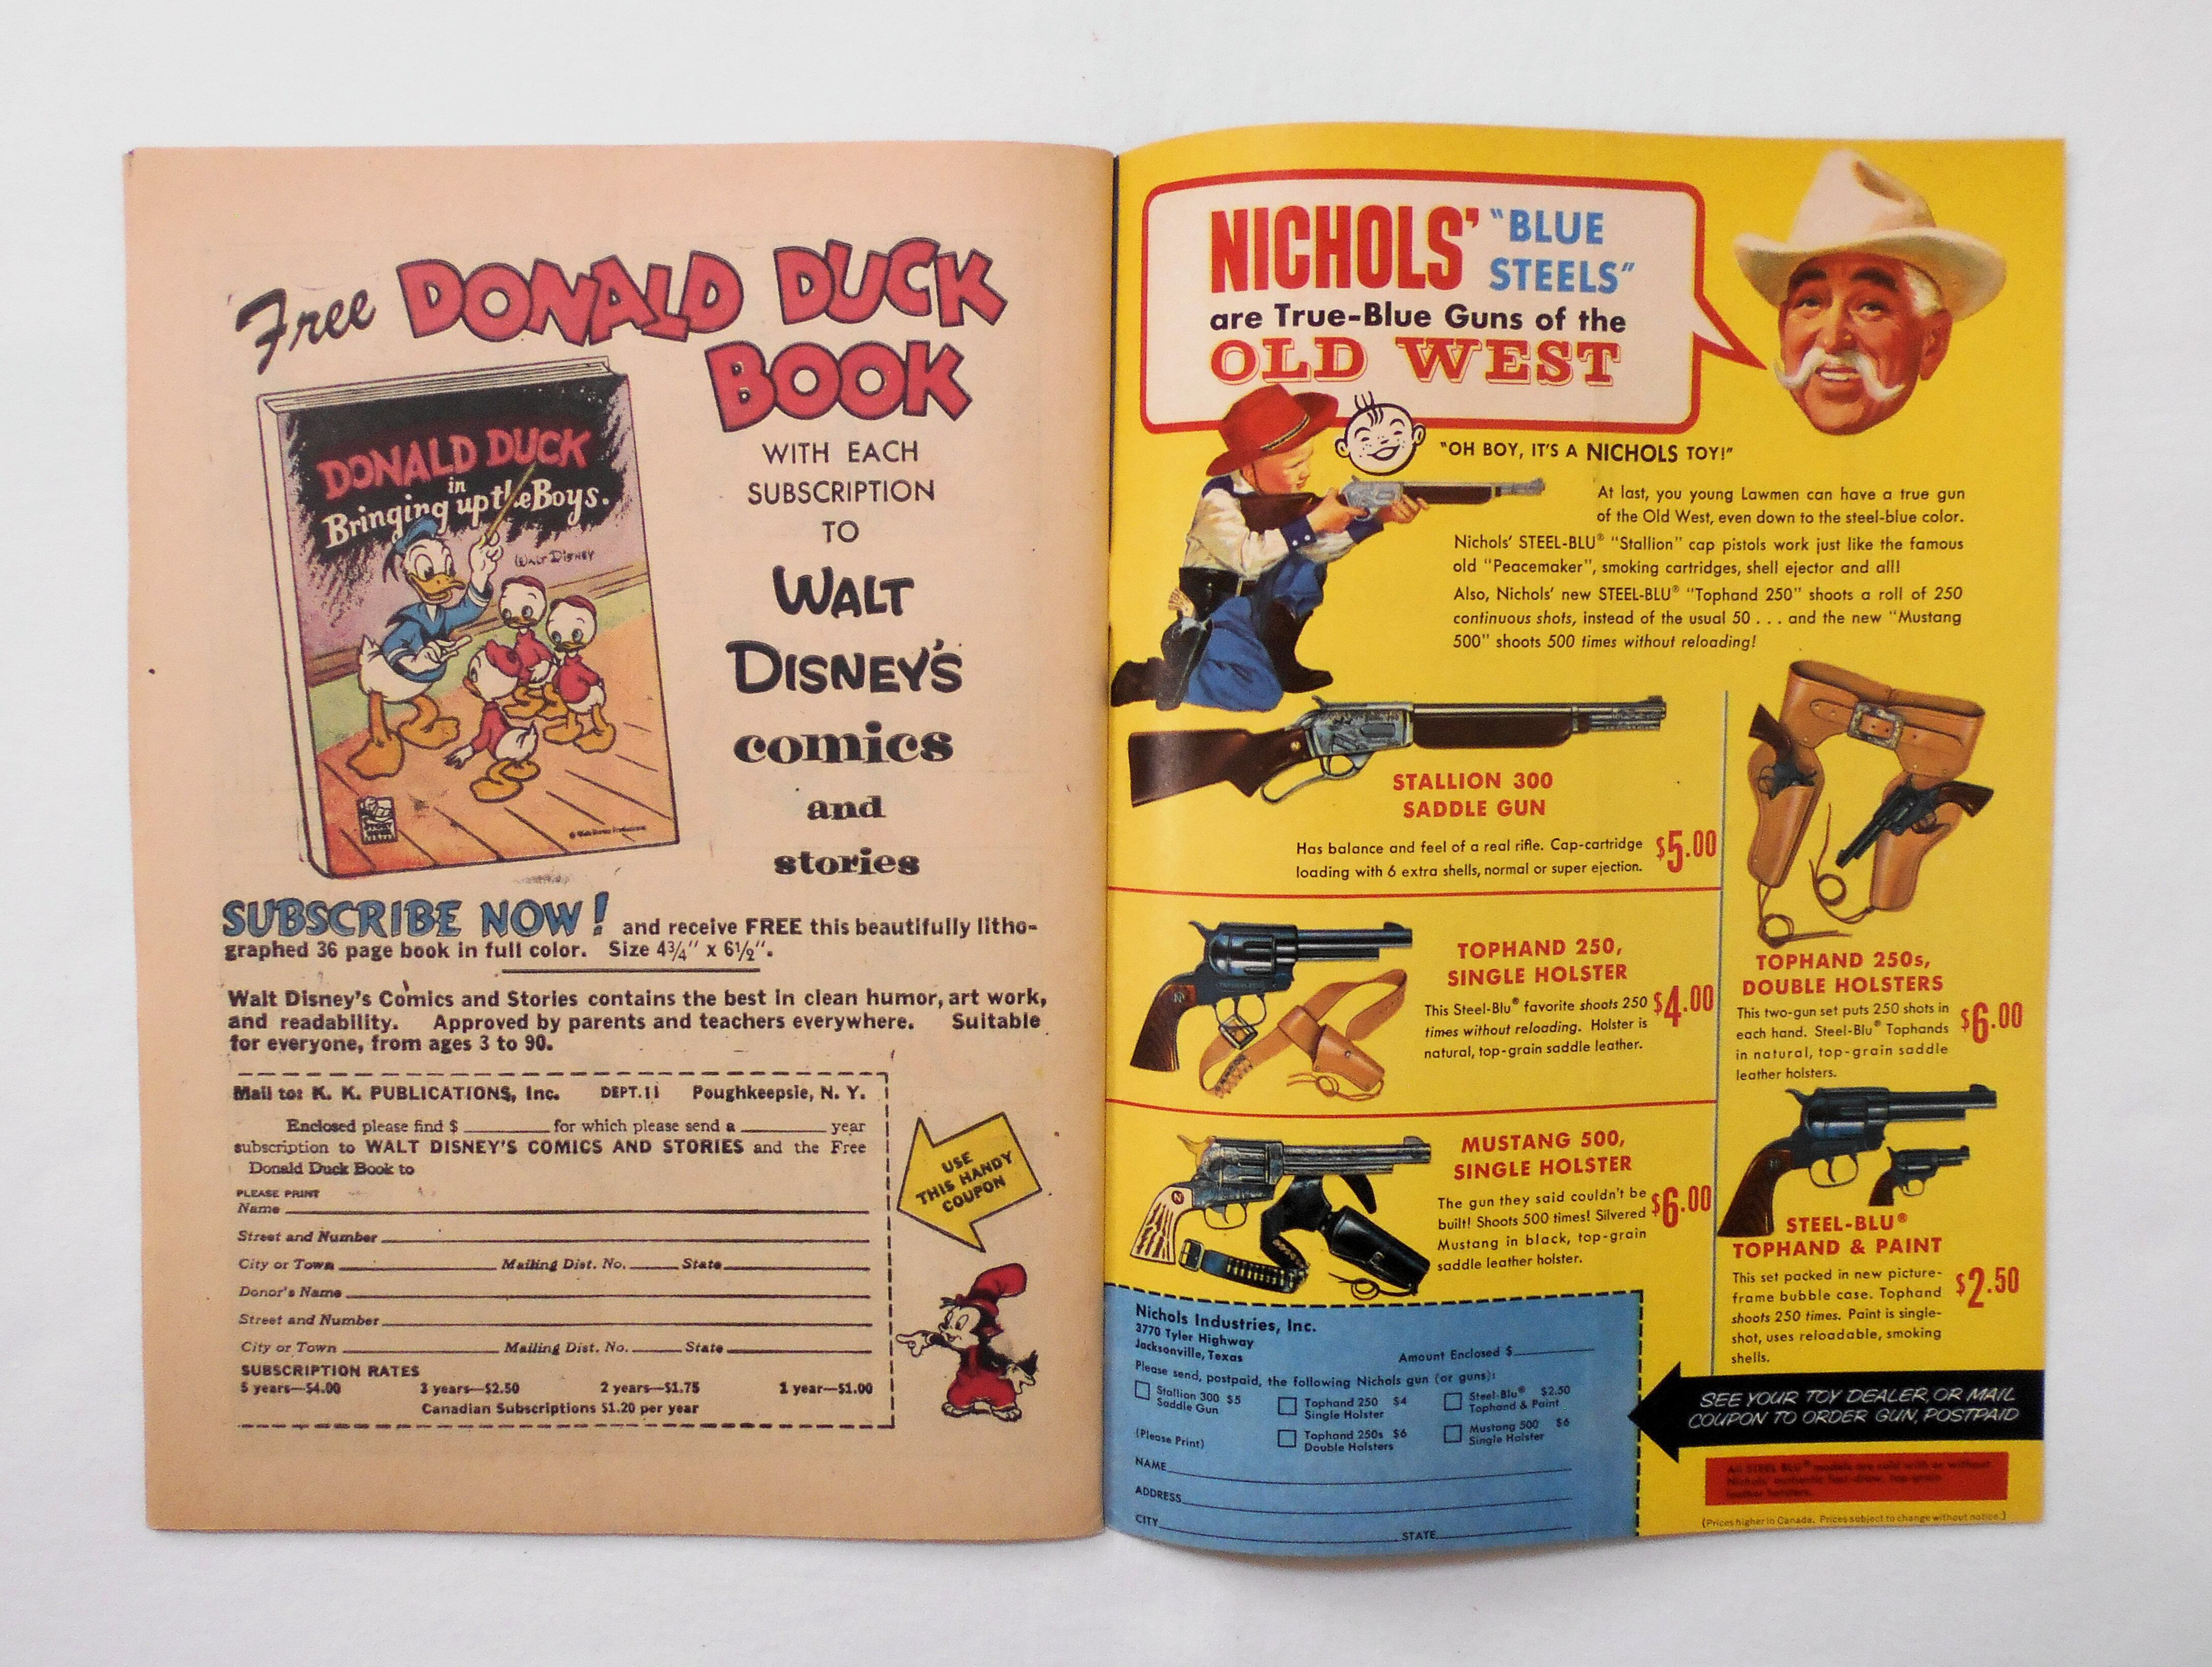 Free DONALD DUCK
BOOK
DONALD DUCK
in
Bringing up the Boys.
WALT DISNEY
WITH EACH
SUBSCRIPTION
TO
WALT
DISNEY'S
comics
and
stories
SUBSCRIBE NOW! and receive FREE this beautifully litho-
graphed 36 page book in full color. Size 4¾" x 6½".
Walt Disney's Comics and Stories contains the best in clean humor, art work,
and readability. Approved by parents and teachers everywhere. Suitable
for everyone, from ages 3 to 90.
Mail to: K. K. PUBLICATIONS, Inc. DEPT.11 Poughkeepsie, N. Y.
Enclosed please find $ for which please send a year
subscription to WALT DISNEY'S COMICS AND STORIES and the Free
Donald Duck Book to
PLEASE PRINT
Name
Street and Number
City or Town Mailing Dist. No. State
Donor's Name
Street and Number
City or Town Mailing Dist. No. State
SUBSCRIPTION RATES
5 years—$4.00 3 years—$2.50 2 years—$1.75 1 year—$1.00
Canadian Subscriptions $1.20 per year
USE
THIS HANDY
COUPON
NICHOLS' "BLUE
STEELS"
are True-Blue Guns of the
OLD WEST
"OH BOY, IT'S A NICHOLS TOY!"
At last, you young Lawmen can have a true gun
of the Old West, even down to the steel-blue color.
Nichols' STEEL-BLU® "Stallion" cap pistols work just like the famous
old "Peacemaker", smoking cartridges, shell ejector and all!
Also, Nichols' new STEEL-BLU® "Tophand 250" shoots a roll of 250
continuous shots, instead of the usual 50 . . . and the new "Mustang
500" shoots 500 times without reloading!
STALLION 300
SADDLE GUN
Has balance and feel of a real rifle. Cap-cartridge
loading with 6 extra shells, normal or super ejection.
$5.00
TOPHAND 250,
SINGLE HOLSTER
This Steel-Blu® favorite shoots 250
times without reloading. Holster is
natural, top-grain saddle leather.
$4.00
MUSTANG 500,
SINGLE HOLSTER
The gun they said couldn't be
built! Shoots 500 times! Silvered
Mustang in black, top-grain
saddle leather holster.
$6.00
TOPHAND 250s,
DOUBLE HOLSTERS
This two-gun set puts 250 shots in
each hand. Steel-Blu® Tophands
in natural, top-grain saddle
leather holsters.
$6.00
STEEL-BLU®
TOPHAND & PAINT
This set packed in new picture-
frame bubble case. Tophand
shoots 250 times. Paint is single-
shot, uses reloadable, smoking
shells.
$2.50
Nichols Industries, Inc.
3770 Tyler Highway
Jacksonville, Texas
Amount Enclosed $
Please send, postpaid, the following Nichols gun (or guns):
Stallion 300 $5
Saddle Gun
Tophand 250 $4
Single Holster
Steel-Blu® $2.50
Tophand & Paint
Tophand 250s $6
Double Holsters
Mustang 500 $6
Single Holster
(Please Print)
NAME
ADDRESS
CITY STATE
SEE YOUR TOY DEALER, OR MAIL
COUPON TO ORDER GUN, POSTPAID
All STEEL BLU® models are sold with or without
Nichols' authentic fast-draw, top-grain
leather holsters.
(Prices higher in Canada. Prices subject to change without notice.)